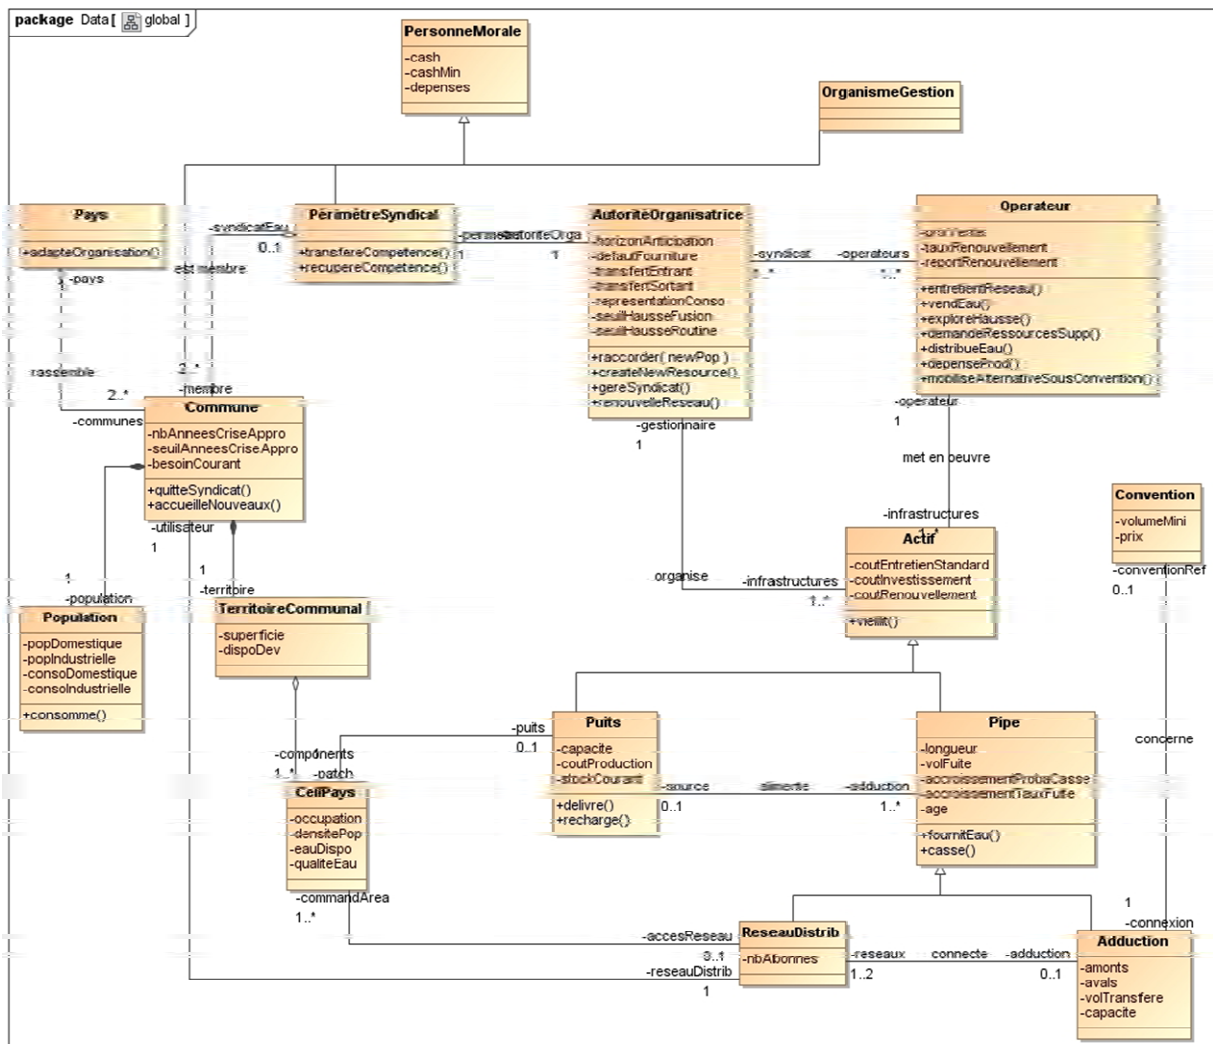 package Data [ global ]
PersonneMorale
-cash
-cashMin
-depenses
OrganismeGestion
Pays
+adapteOrganisation()
-pays
rassemble
2..*
-communes
-syndicatEau
0..1
est membre
2..*
-membre
PérimètreSyndical
+transfereCompetence()
+recupereCompetence()
1
1
AutoritéOrganisatrice
-horizonAnticipation
-defautFourniture
-transfertEntrant
-transfertSortant
-representationConso
-seuilHausseFusion
-seuilHausseRoutine
+raccorder( newPop )
+createNewResource()
+gereSyndicat()
+renouvelleReseau()
-syndicat
-operateurs
Operateur
-tauxRenouvellement
-reportRenouvellement
+entretientReseau()
+vendEau()
+exploreHausse()
+demandeRessourcesSupp()
+distribueEau()
+depenseProd()
+mobiliseAlternativeSousConvention()
-gestionnaire
1
-operateur
1
met en oeuvre
-infrastructures
1..*
organise
-infrastructures
1..*
Commune
-nbAnneesCriseAppro
-seuilAnneesCriseAppro
-besoinCourant
+quitteSyndicat()
+accueilleNouveaux()
-utilisateur
1
1
-territoire
1
-population
Population
-popDomestique
-popIndustrielle
-consoDomestique
-consoIndustrielle
+consomme()
TerritoireCommunal
-superficie
-dispoDev
Actif
-coutEntretienStandard
-coutInvestissement
-coutRenouvellement
+vieillit()
Convention
-volumeMini
-prix
-conventionRef
0..1
concerne
1
-connexion
-components
1..*
1
-patch
-puits
0..1
Puits
-capacite
-coutProduction
-stockCourant
+delivre()
+recharge()
-source
0..1
alimente
-adduction
1..*
Pipe
-longueur
-volFuite
-accroissementProbaCasse
-accroissementTauxFuite
-age
+fournitEau()
+casse()
CellPays
-occupation
-densitePop
-eauDispo
-qualiteEau
-commandArea
1..*
-accesReseau
0..1
-reseauDistrib
1
ReseauDistrib
-nbAbonnes
-reseaux
1..2
connecte
-adduction
0..1
Adduction
-amonts
-avals
-volTransfere
-capacite